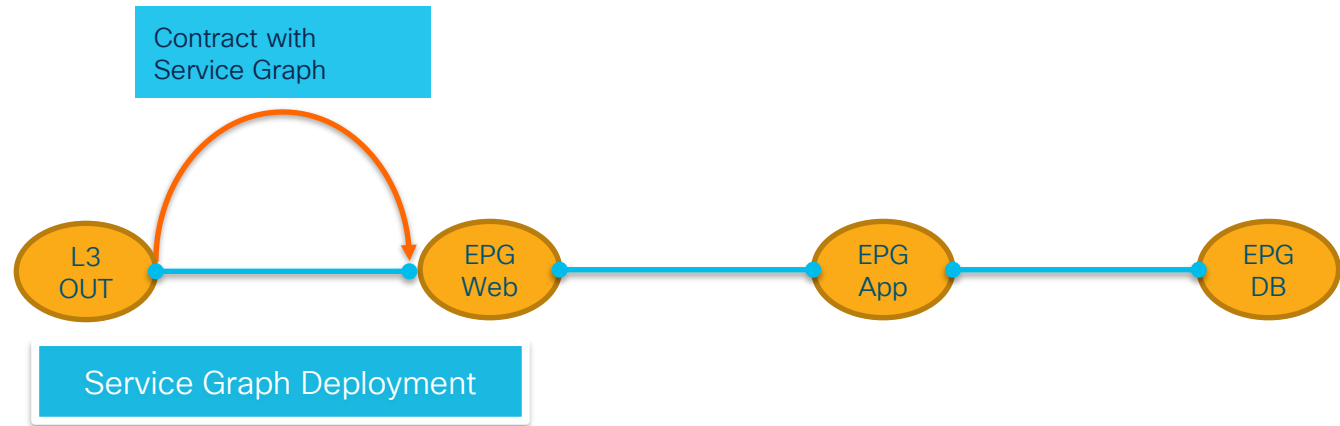 Contract with
Service Graph
L3
OUT
EPG
Web
EPG
App
EPG
DB
Service Graph Deployment